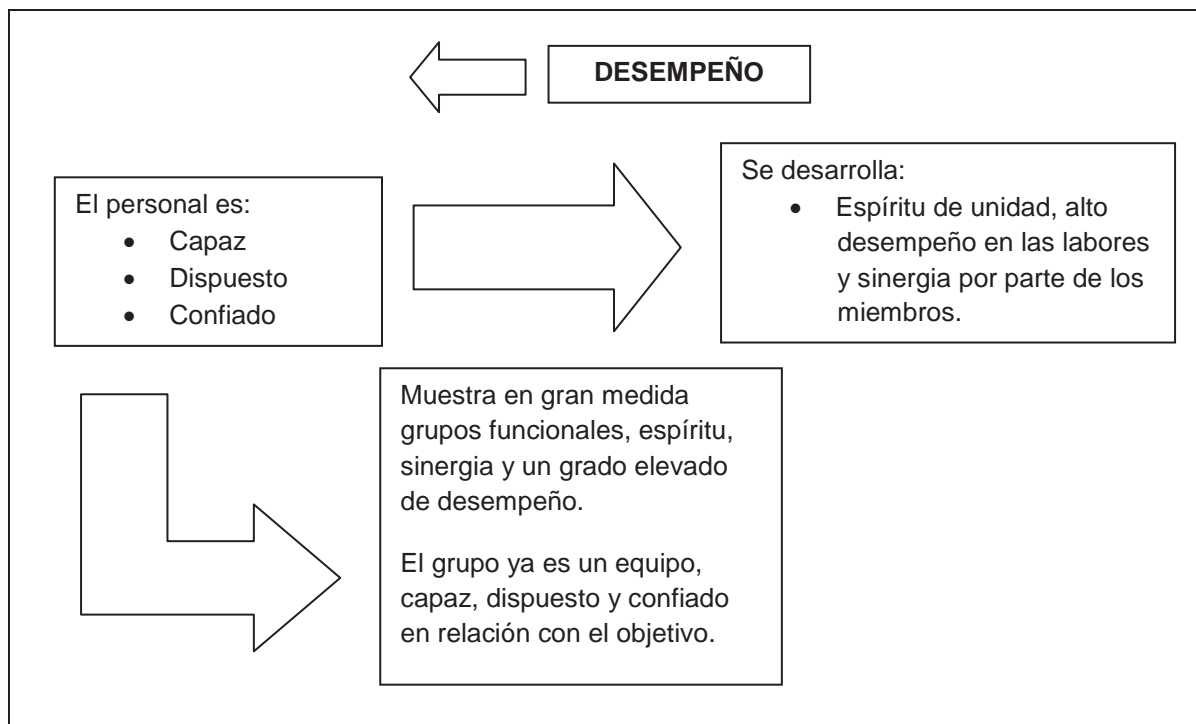 DESEMPEÑO
El personal es:
• Capaz
• Dispuesto
• Confiado
Se desarrolla:
• Espíritu de unidad, alto
desempeño en las labores
y sinergia por parte de los
miembros.
Muestra en gran medida
grupos funcionales, espíritu,
sinergia y un grado elevado
de desempeño.
El grupo ya es un equipo,
capaz, dispuesto y confiado
en relación con el objetivo.